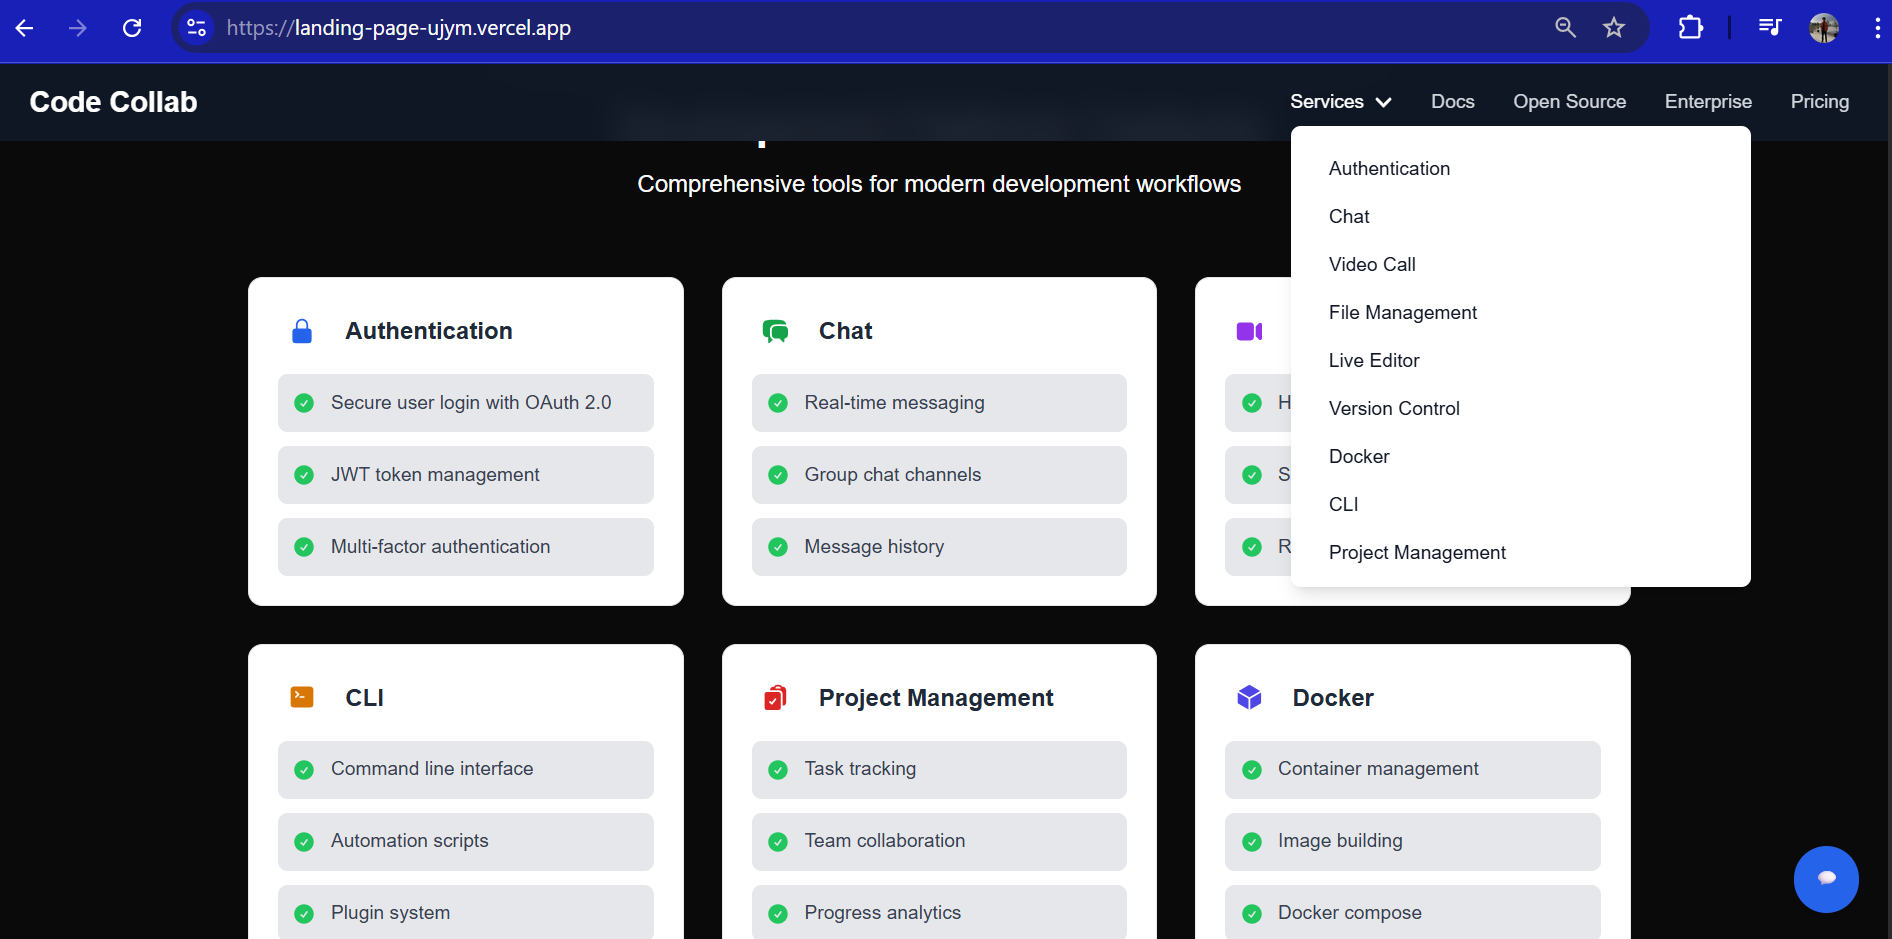 https://landing-page-ujym.vercel.app
Code Collab
Services
Docs
Open Source
Enterprise
Pricing
Comprehensive tools for modern development workflows
Authentication
Chat
Video Call
File Management
Live Editor
Version Control
Docker
CLI
Project Management
Authentication
Secure user login with OAuth 2.0
JWT token management
Multi-factor authentication
Chat
Real-time messaging
Group chat channels
Message history
H
S
R
CLI
Command line interface
Automation scripts
Plugin system
Project Management
Task tracking
Team collaboration
Progress analytics
Docker
Container management
Image building
Docker compose